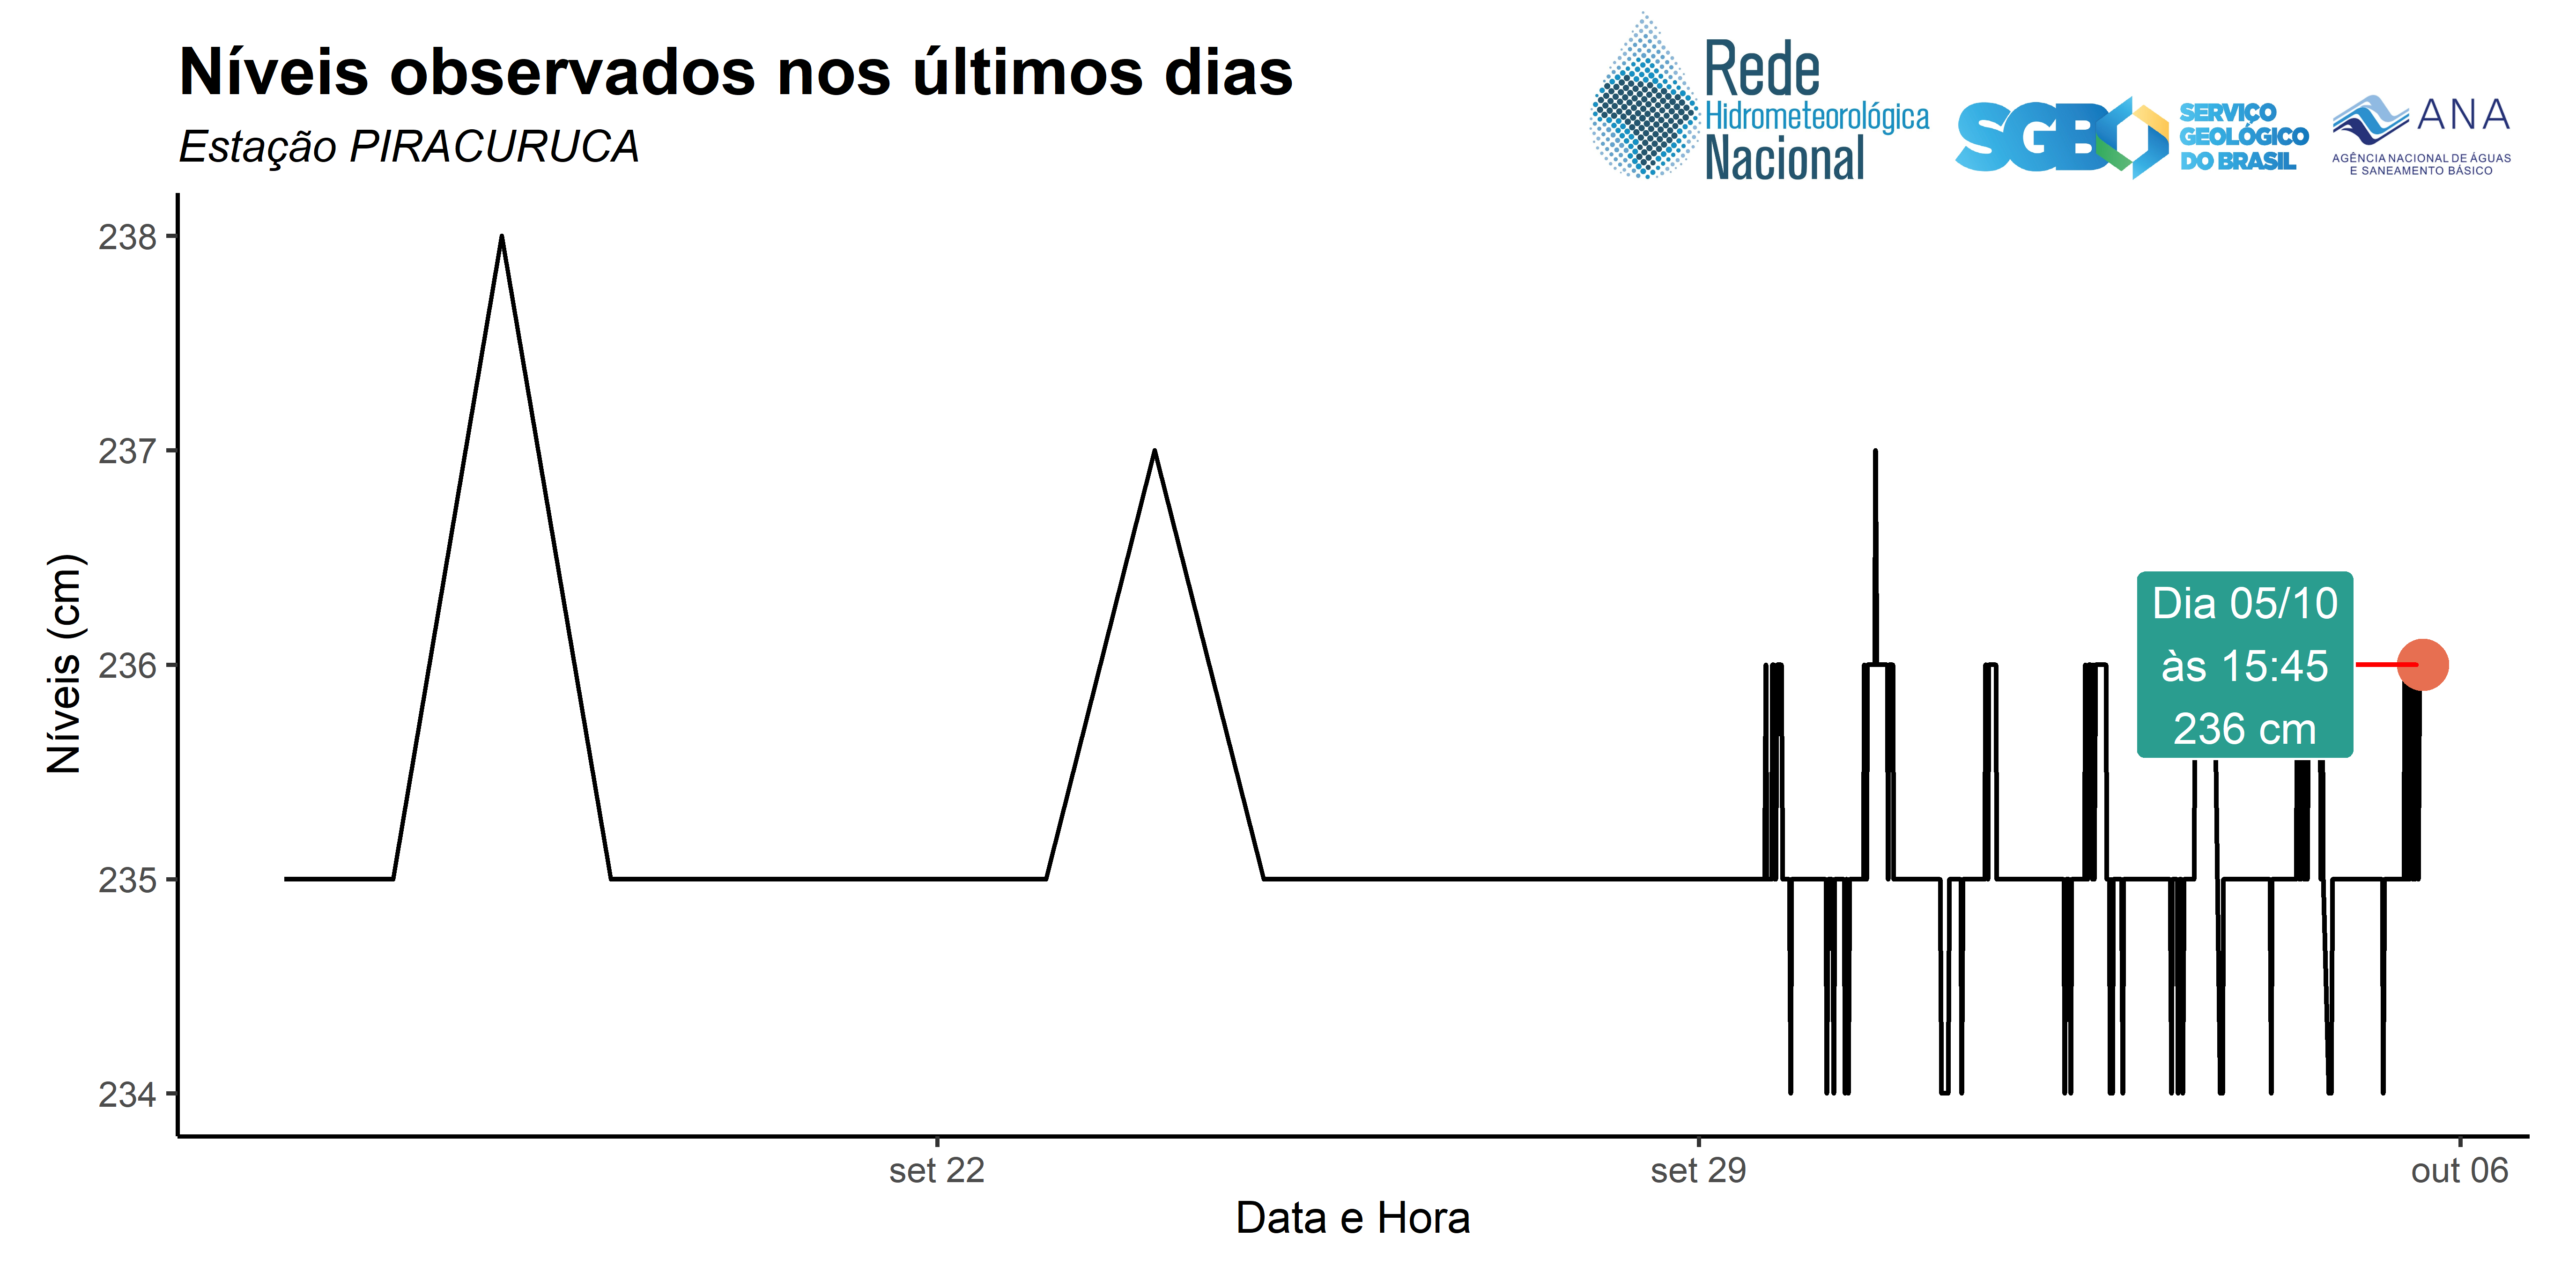 Níveis observados nos últimos dias
Estação PIRACURUCA
Rede
Hidrometeorológica
Nacional
SGB
SERVIÇO
GEOLÓGICO
DO BRASIL
ANA
AGÊNCIA NACIONAL DE ÁGUAS
E SANEAMENTO BÁSICO
Níveis (cm)
238
237
236
235
234
Dia 05/10
às 15:45
236 cm
set 22
set 29
out 06
Data e Hora